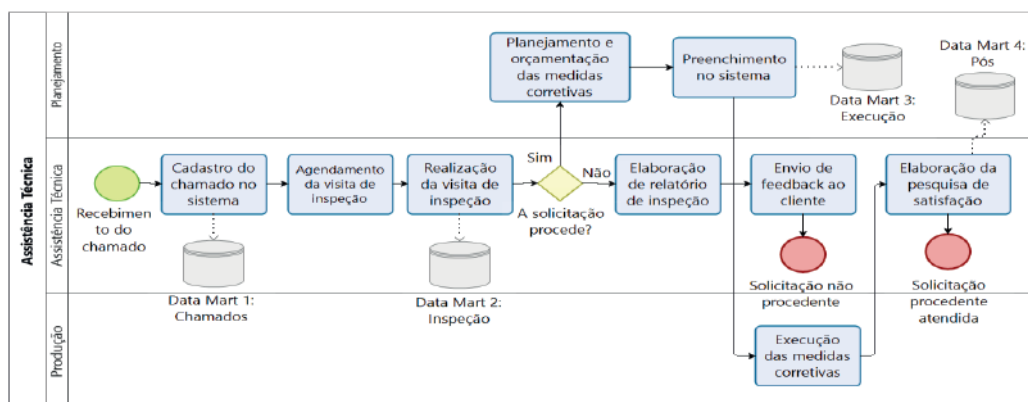 Assistência Técnica
Planejamento
Planejamento e
orçamentação
das medidas
corretivas
Preenchimento
no sistema
Data Mart 3:
Execução
Data Mart 4:
Pós
Assistência Técnica
Recebimen
to do
chamado
Cadastro do
chamado no
sistema
Data Mart 1:
Chamados
Agendamento
da visita de
inspeção
Realização
da visita de
inspeção
Data Mart 2:
Inspeção
Sim
Não
A solicitação
procede?
Elaboração
de relatório
de inspeção
Envio de
feedback ao
cliente
Solicitação não
procedente
Elaboração da
pesquisa de
satisfação
Solicitação
procedente
atendida
Produção
Execução
das medidas
corretivas